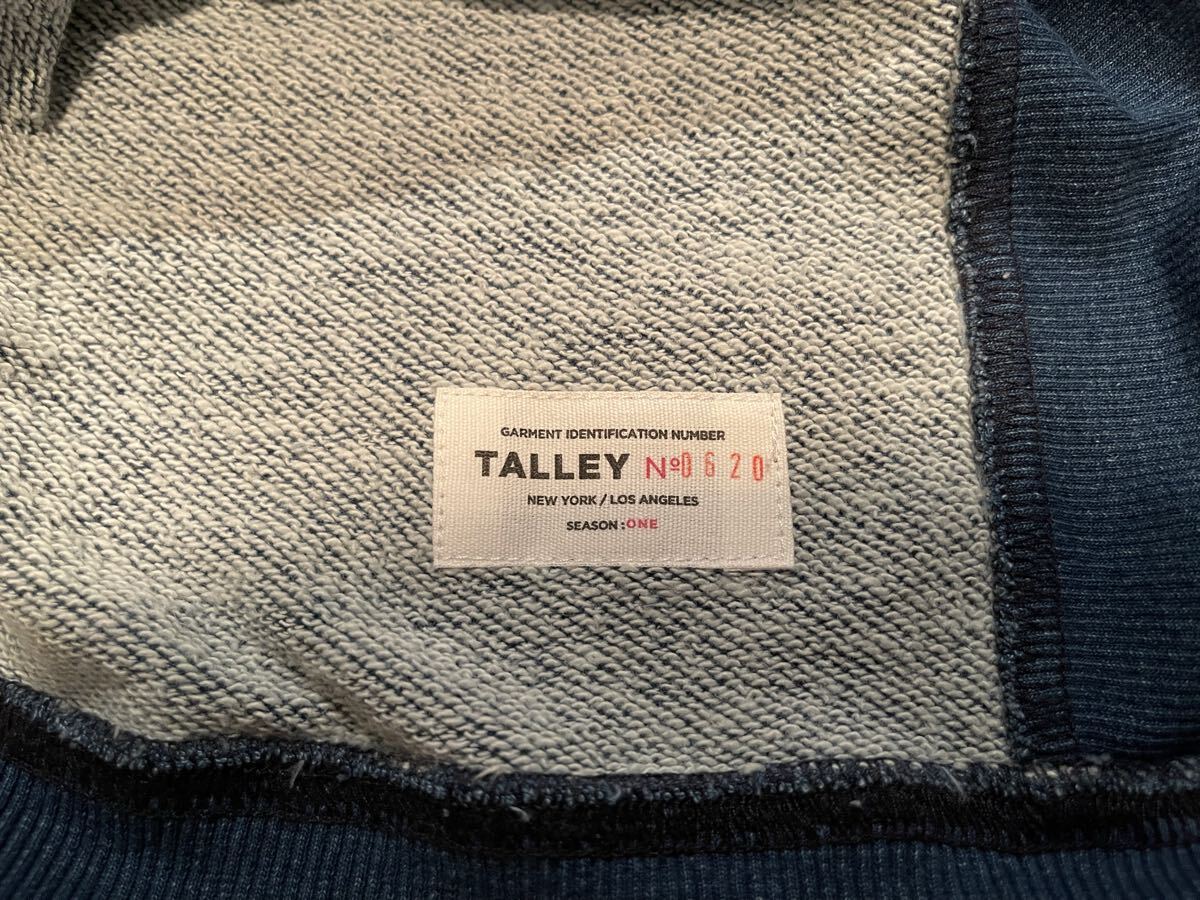 GARMENT IDENTIFICATION NUMBER
TALLEY Nº0620
NEW YORK / LOS ANGELES
SEASON : ONE